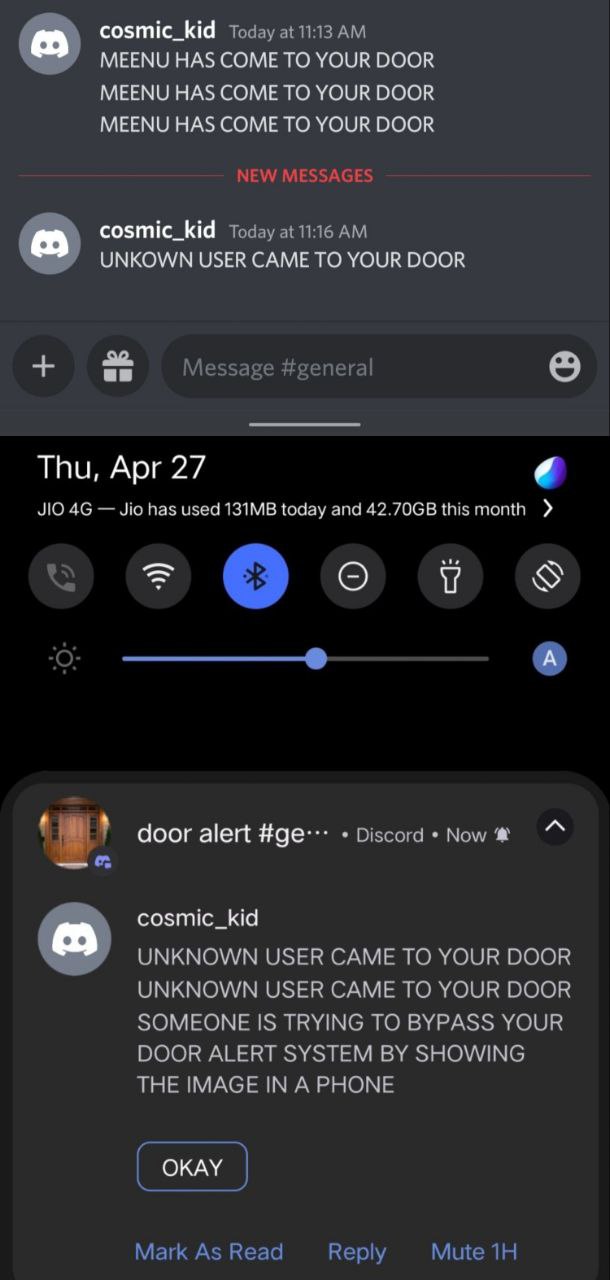 cosmic_kid Today at 11:13 AM
MEENU HAS COME TO YOUR DOOR
MEENU HAS COME TO YOUR DOOR
MEENU HAS COME TO YOUR DOOR
NEW MESSAGES
cosmic_kid Today at 11:16 AM
UNKOWN USER CAME TO YOUR DOOR
Message #general
Thu, Apr 27
JIO 4G — Jio has used 131MB today and 42.70GB this month
A
door alert #ge··· • Discord • Now
cosmic_kid
UNKNOWN USER CAME TO YOUR DOOR
UNKNOWN USER CAME TO YOUR DOOR
SOMEONE IS TRYING TO BYPASS YOUR
DOOR ALERT SYSTEM BY SHOWING
THE IMAGE IN A PHONE
OKAY
Mark As Read Reply Mute 1H